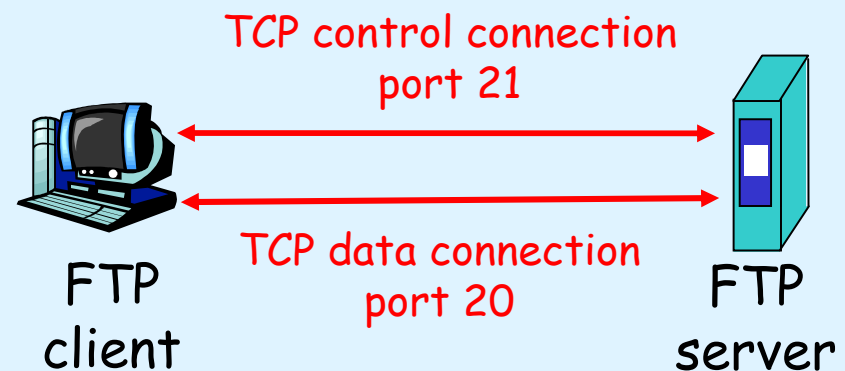 TCP control connection
port 21
TCP data connection
port 20
FTP
client
FTP
server